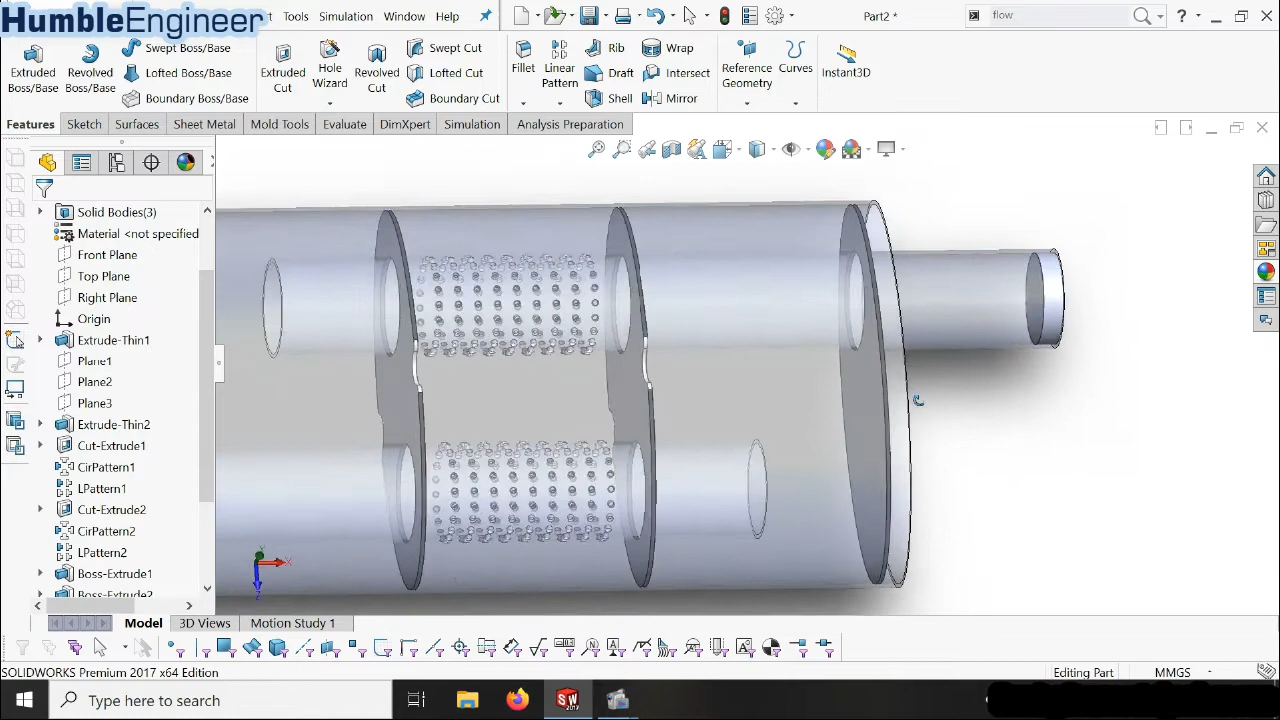 HumbleEngineer
Tools
Simulation
Window
Help
Part2 *
flow
Extruded Boss/Base
Revolved Boss/Base
Swept Boss/Base
Lofted Boss/Base
Boundary Boss/Base
Extruded Cut
Hole Wizard
Revolved Cut
Swept Cut
Lofted Cut
Boundary Cut
Fillet
Linear Pattern
Rib
Draft
Shell
Wrap
Intersect
Mirror
Reference Geometry
Curves
Instant3D
Features
Sketch
Surfaces
Sheet Metal
Mold Tools
Evaluate
DimXpert
Simulation
Analysis Preparation
Solid Bodies(3)
Material <not specified
Front Plane
Top Plane
Right Plane
Origin
Extrude-Thin1
Plane1
Plane2
Plane3
Extrude-Thin2
Cut-Extrude1
CirPattern1
LPattern1
Cut-Extrude2
CirPattern2
LPattern2
Boss-Extrude1
Boss-Extrude2
X
Y
Z
Model
3D Views
Motion Study 1
SOLIDWORKS Premium 2017 x64 Edition
Editing Part
MMGS
Type here to search